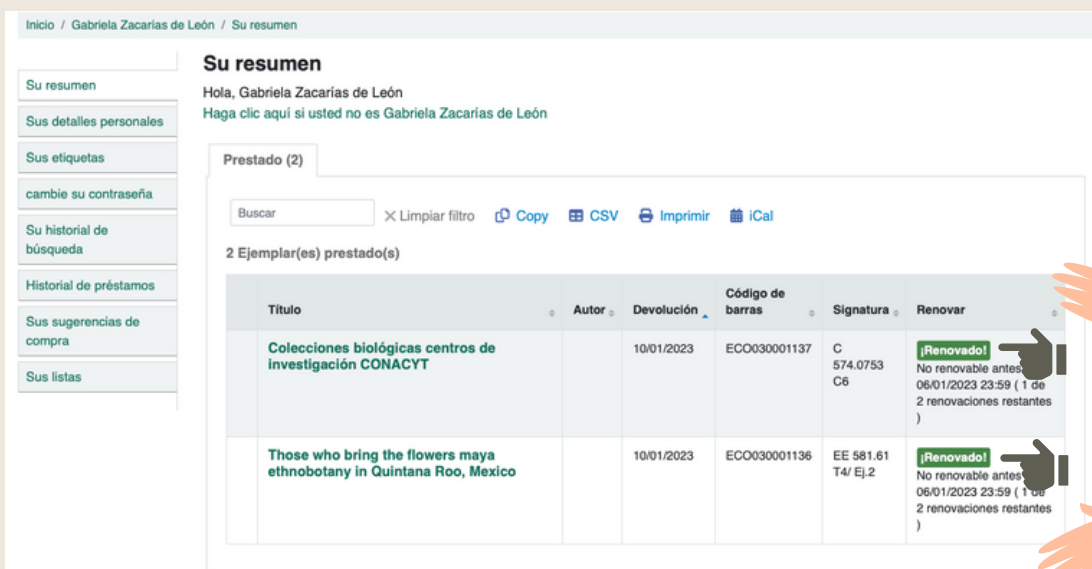 Inicio / Gabriela Zacarías de León / Su resumen
Su resumen
Sus detalles personales
Sus etiquetas
cambie su contraseña
Su historial de
búsqueda
Historial de préstamos
Sus sugerencias de
compra
Sus listas
Su resumen
Hola, Gabriela Zacarías de León
Haga clic aquí si usted no es Gabriela Zacarías de León
Prestado (2)
Buscar × Limpiar filtro Copy CSV Imprimir iCal
2 Ejemplar(es) prestado(s)
Título Autor Devolución Código de barras Signatura Renovar
Colecciones biológicas centros de
investigación CONACYT
10/01/2023
ECO030001137
C
574.0753
C6
¡Renovado!
No renovable antes
06/01/2023 23:59 ( 1 de
2 renovaciones restantes
)
Those who bring the flowers maya
ethnobotany in Quintana Roo, Mexico
10/01/2023
ECO030001136
EE 581.61
T4/ Ej.2
¡Renovado!
No renovable antes
06/01/2023 23:59 ( 1 de
2 renovaciones restantes
)